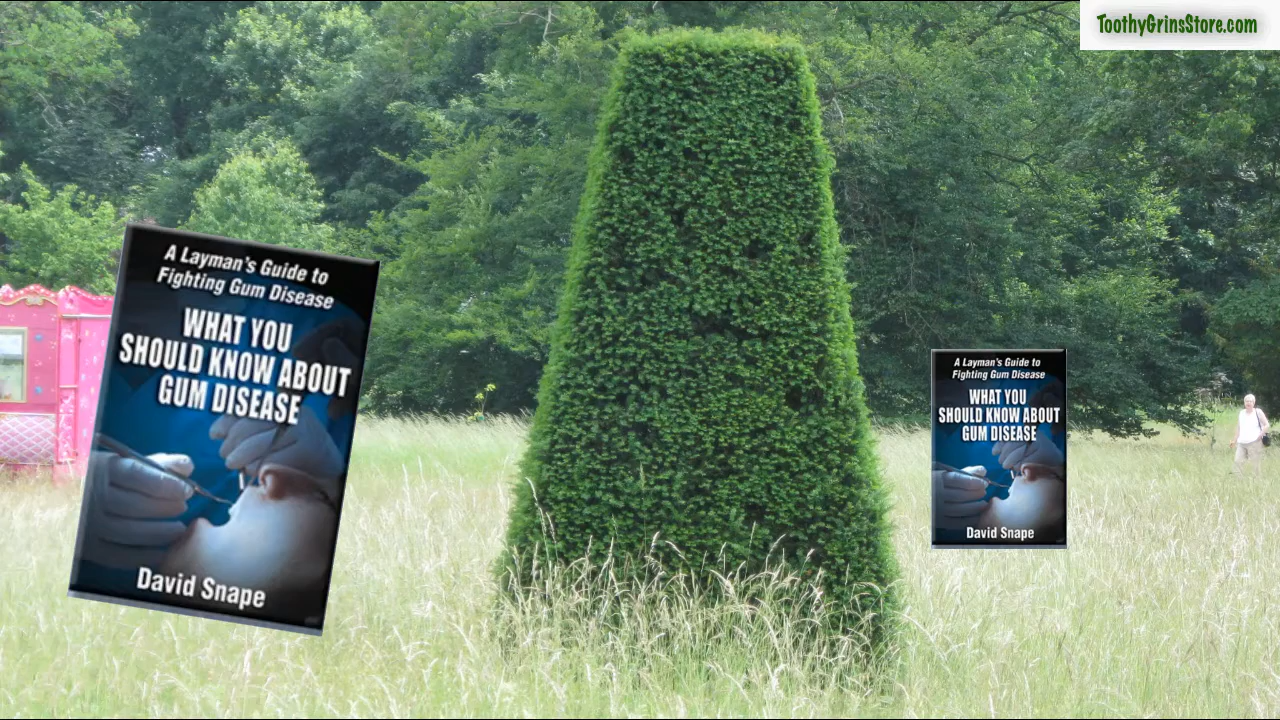 ToothyGrinsStore.com
A Layman's Guide to
Fighting Gum Disease
WHAT YOU
SHOULD KNOW ABOUT
GUM DISEASE
David Snape
A Layman's Guide to
Fighting Gum Disease
WHAT YOU
SHOULD KNOW ABOUT
GUM DISEASE
David Snape